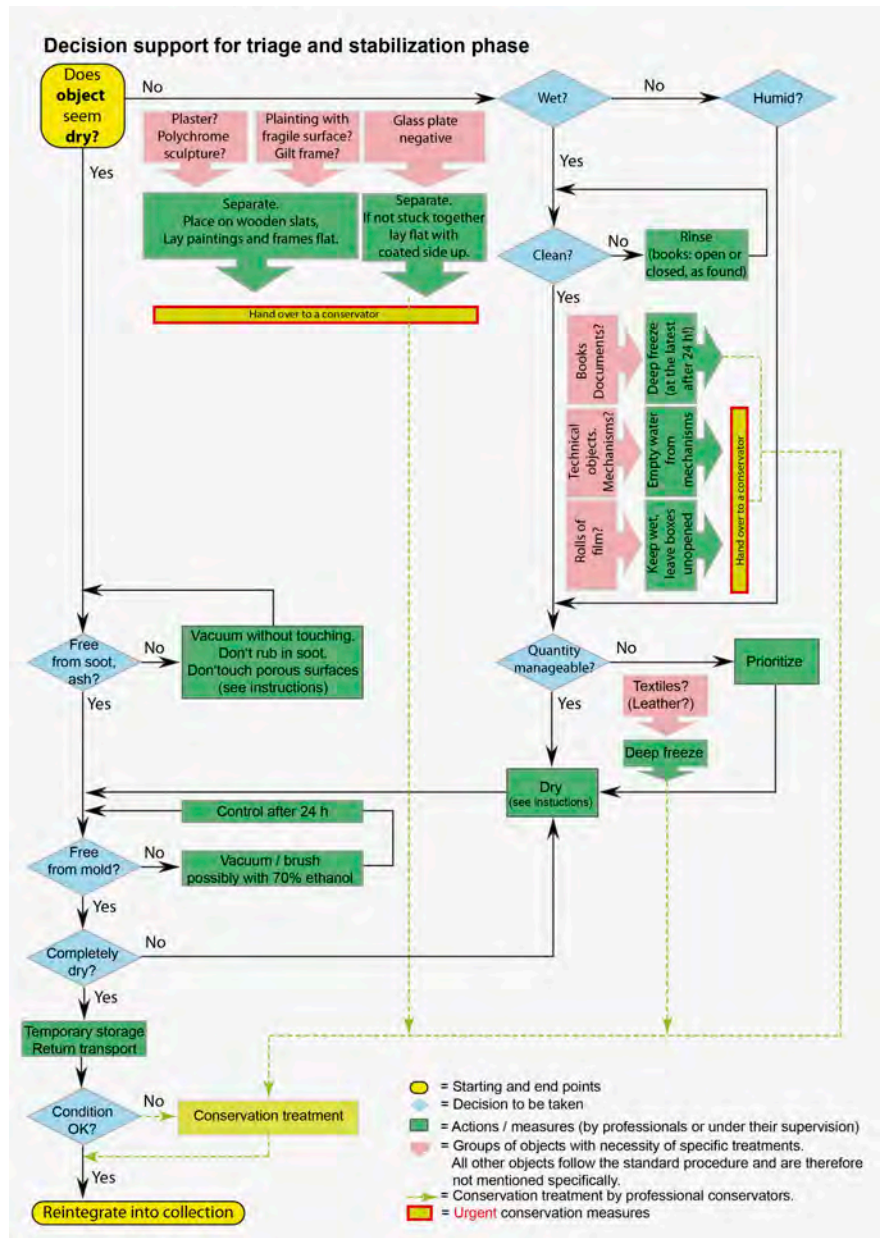 Decision support for triage and stabilization phase
Does
object
seem
dry?
No
Wet?
No
Humid?
Plaster?
Polychrome
sculpture?
Plainting with
fragile surface?
Gilt frame?
Glass plate
negative
Yes
Yes
Separate.
Place on wooden slats,
Lay paintings and frames flat.
Separate.
If not stuck together
lay flat with
coated side up.
Clean?
No
Rinse
(books: open or
closed, as found)
Yes
Hand over to a conservator
Books
Documents?
Deep freeze
(at the latest
after 24 h!)
Technical
objects.
Mechanisms?
Empty water
from
mechanisms
Hand over to a conservator
Rolls of
film?
Keep wet,
leave boxes
unopened
Free
from soot,
ash?
No
Vacuum without touching.
Don't rub in soot.
Don'touch porous surfaces
(see instructions)
Quantity
manageable?
No
Prioritize
Yes
Yes
Textiles?
(Leather?)
Deep freeze
Dry
(see instuctions)
Control after 24 h
Free
from mold?
No
Vacuum / brush
possibly with 70% ethanol
Yes
Completely
dry?
No
Yes
Temporary storage
Return transport
Condition
OK?
No
Conservation treatment
Yes
Reintegrate into collection
= Starting and end points
= Decision to be taken
= Actions / measures (by professionals or under their supervision)
= Groups of objects with necessity of specific treatments.
All other objects follow the standard procedure and are therefore
not mentioned specifically.
= Conservation treatment by professional conservators.
= Urgent conservation measures